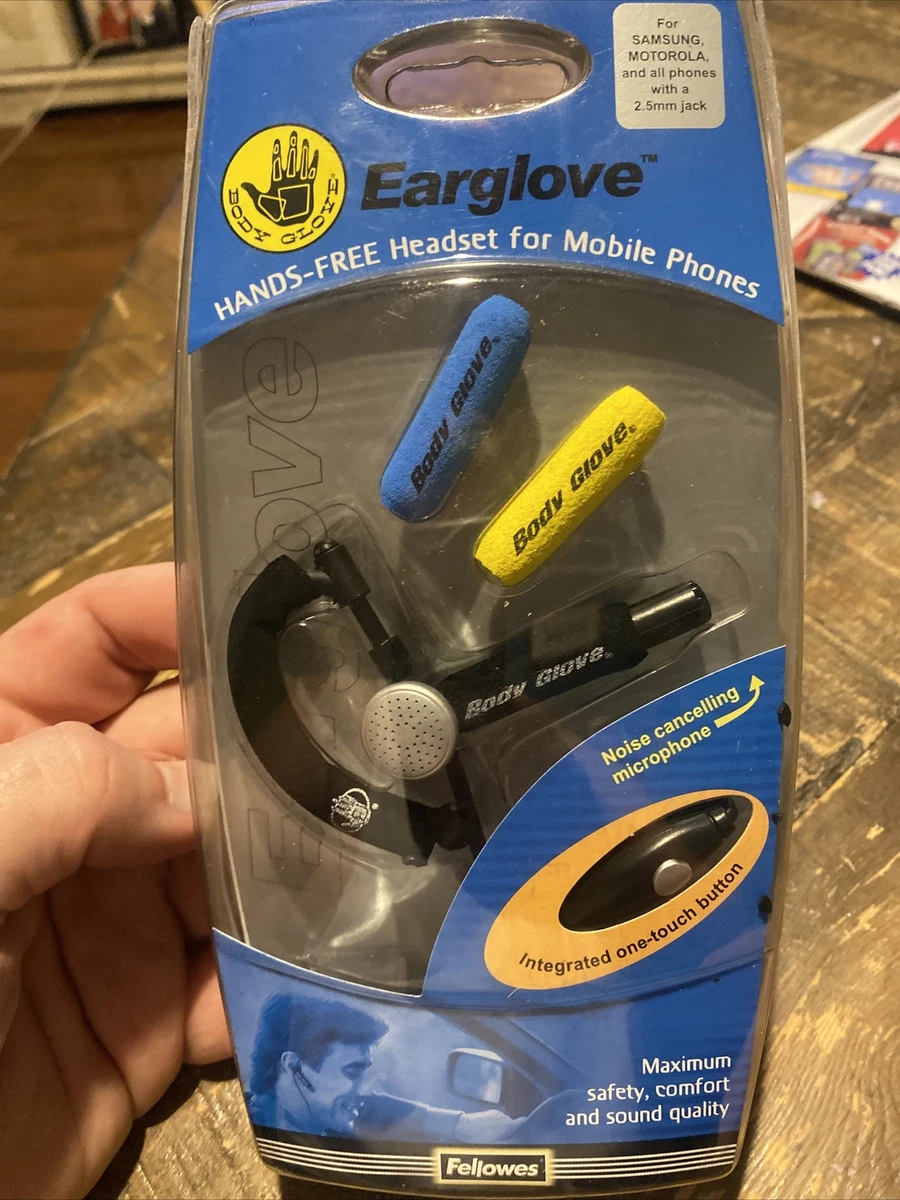 For
SAMSUNG,
MOTOROLA,
and all phones
with a
2.5mm jack
BODY GLOVE®
Earglove™
HANDS-FREE Headset for Mobile Phones
Body Glove®
Body Glove®
Body Glove®
Noise cancelling
microphone
Integrated one-touch button
Maximum
safety, comfort
and sound quality
Fellowes